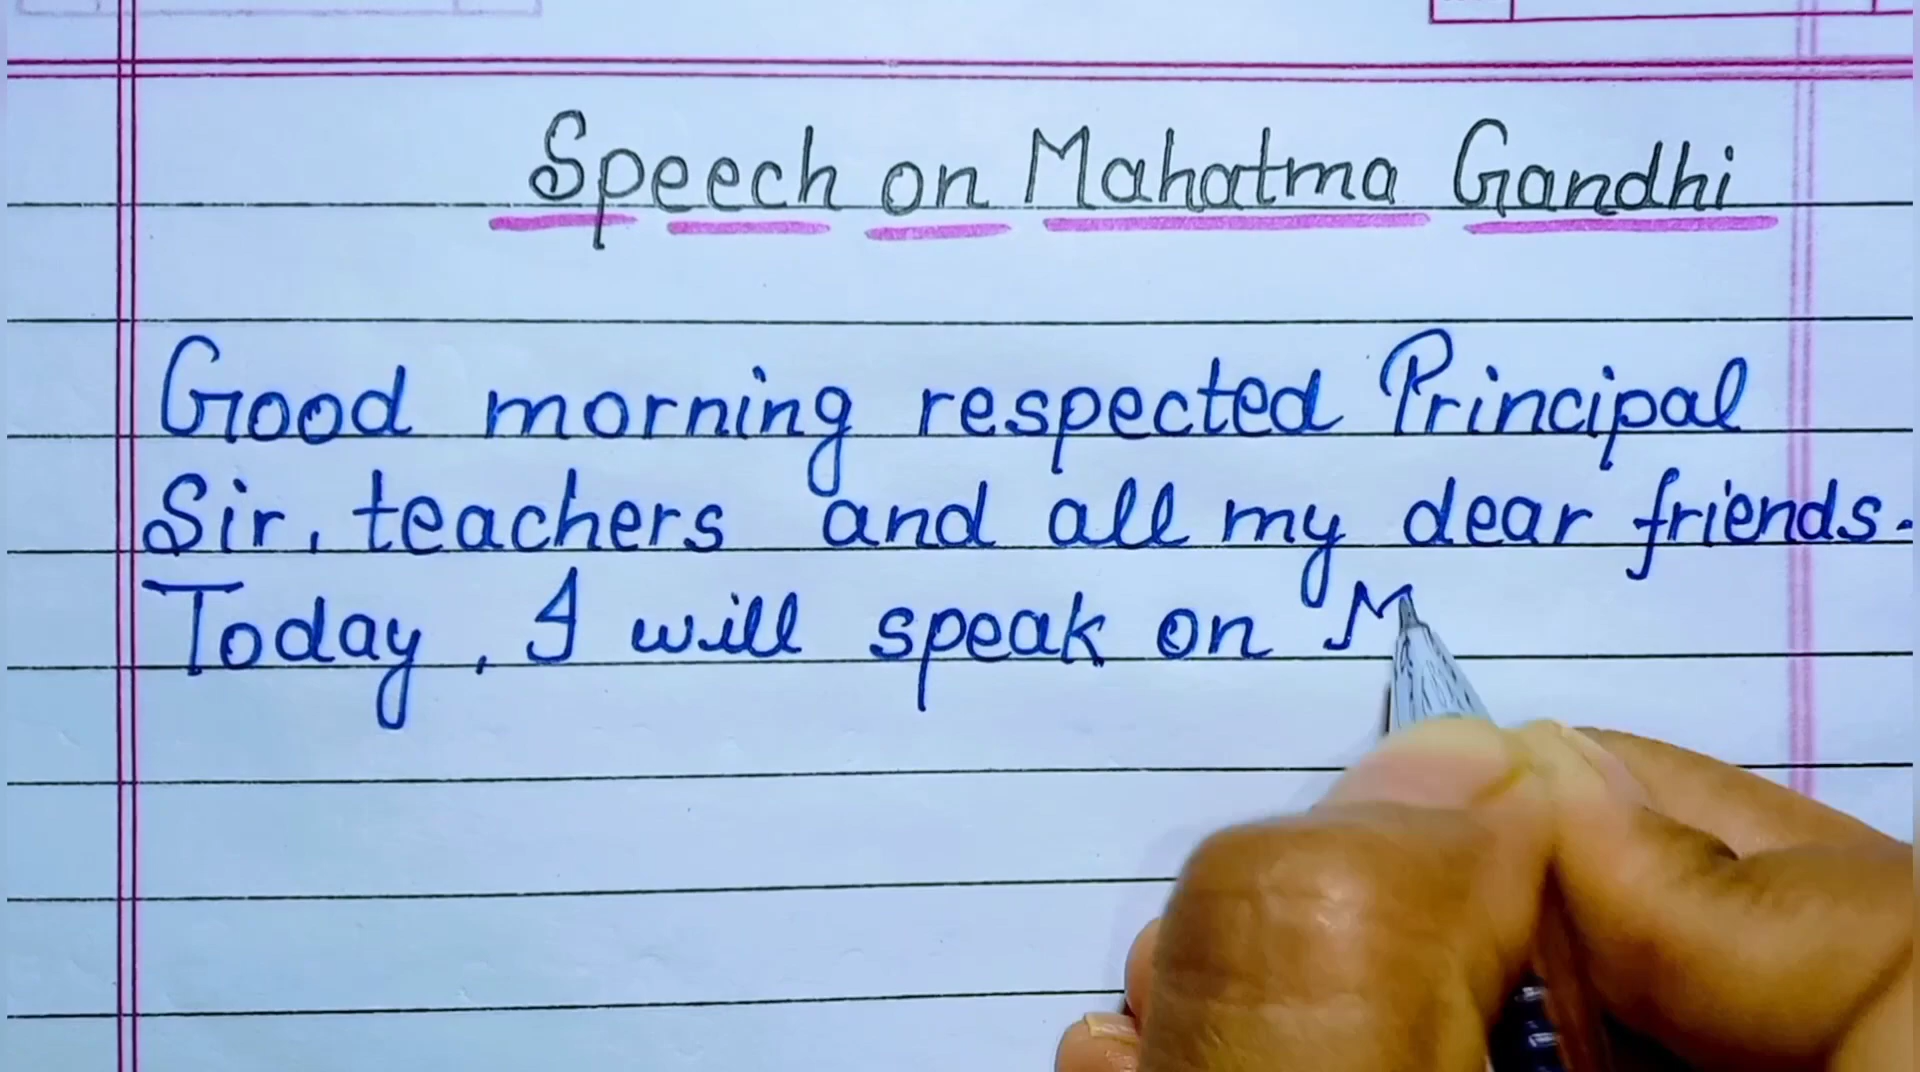 Speech on Mahatma Gandhi
Good morning respected Principal
Sir, teachers and all my dear friends.
Today, I will speak on M